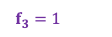 f₃ = 1